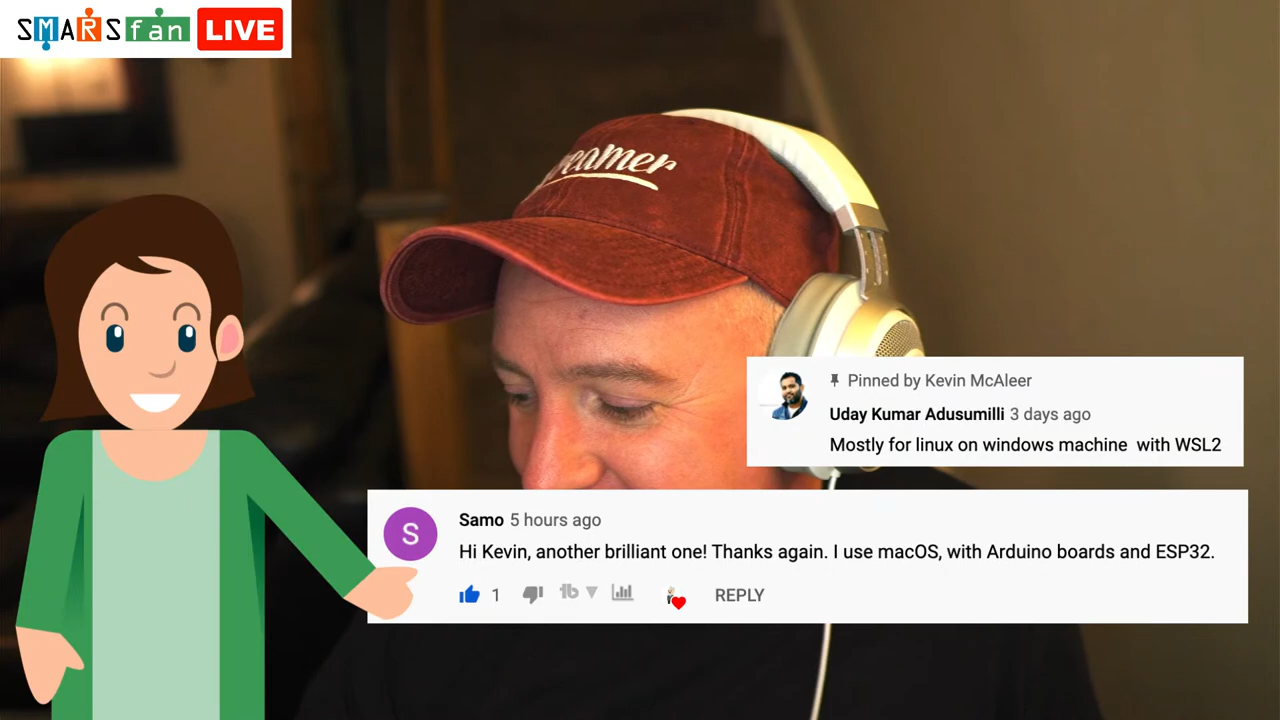 SMARSfan LIVE
reamer
Pinned by Kevin McAleer
Uday Kumar Adusumilli 3 days ago
Mostly for linux on windows machine with WSL2
S
Samo 5 hours ago
Hi Kevin, another brilliant one! Thanks again. I use macOS, with Arduino boards and ESP32.
1
REPLY